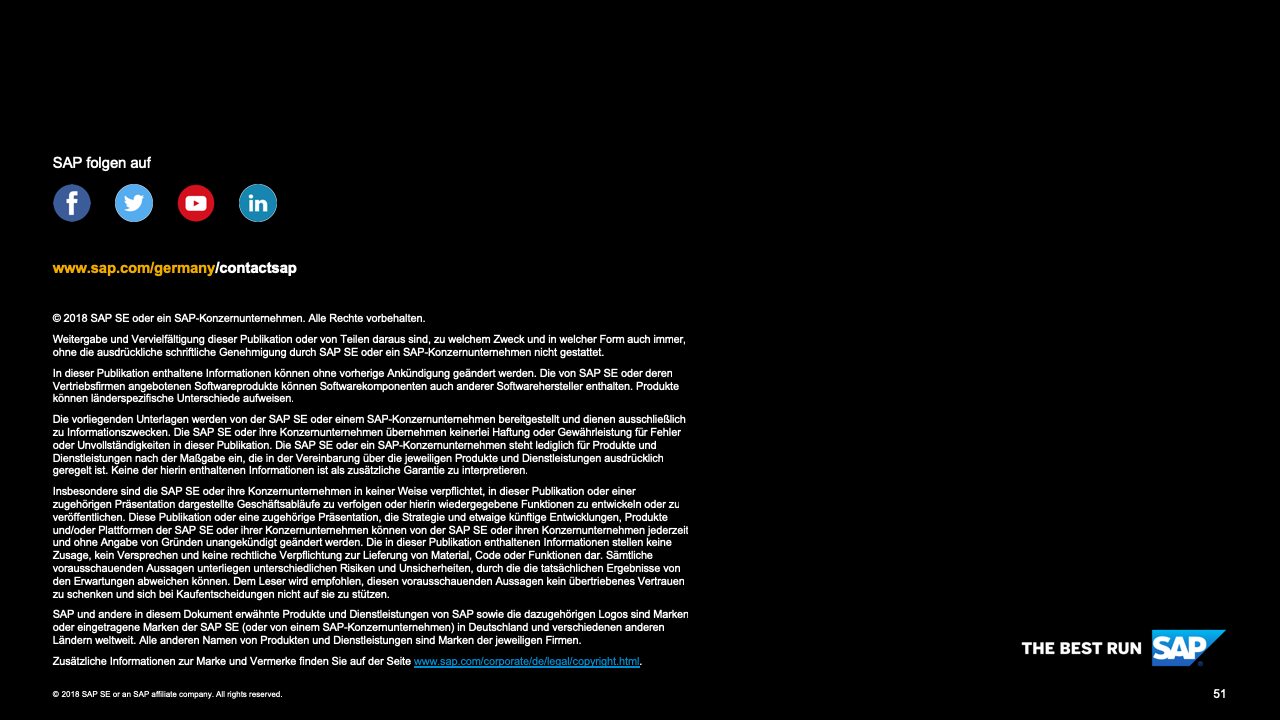 SAP folgen auf
www.sap.com/germany/contactsap
© 2018 SAP SE oder ein SAP-Konzernunternehmen. Alle Rechte vorbehalten.
Weitergabe und Vervielfältigung dieser Publikation oder von Teilen daraus sind, zu welchem Zweck und in welcher Form auch immer,
ohne die ausdrückliche schriftliche Genehmigung durch SAP SE oder ein SAP-Konzernunternehmen nicht gestattet.
In dieser Publikation enthaltene Informationen können ohne vorherige Ankündigung geändert werden. Die von SAP SE oder deren
Vertriebsfirmen angebotenen Softwareprodukte können Softwarekomponenten auch anderer Softwarehersteller enthalten. Produkte
können länderspezifische Unterschiede aufweisen.
Die vorliegenden Unterlagen werden von der SAP SE oder einem SAP-Konzernunternehmen bereitgestellt und dienen ausschließlich
zu Informationszwecken. Die SAP SE oder ihre Konzernunternehmen übernehmen keinerlei Haftung oder Gewährleistung für Fehler
oder Unvollständigkeiten in dieser Publikation. Die SAP SE oder ein SAP-Konzernunternehmen steht lediglich für Produkte und
Dienstleistungen nach der Maßgabe ein, die in der Vereinbarung über die jeweiligen Produkte und Dienstleistungen ausdrücklich
geregelt ist. Keine der hierin enthaltenen Informationen ist als zusätzliche Garantie zu interpretieren.
Insbesondere sind die SAP SE oder ihre Konzernunternehmen in keiner Weise verpflichtet, in dieser Publikation oder einer
zugehörigen Präsentation dargestellte Geschäftsabläufe zu verfolgen oder hierin wiedergegebene Funktionen zu entwickeln oder zu
veröffentlichen. Diese Publikation oder eine zugehörige Präsentation, die Strategie und etwaige künftige Entwicklungen, Produkte
und/oder Plattformen der SAP SE oder ihrer Konzernunternehmen können von der SAP SE oder ihren Konzernunternehmen jederzeit
und ohne Angabe von Gründen unangekündigt geändert werden. Die in dieser Publikation enthaltenen Informationen stellen keine
Zusage, kein Versprechen und keine rechtliche Verpflichtung zur Lieferung von Material, Code oder Funktionen dar. Sämtliche
vorausschauenden Aussagen unterliegen unterschiedlichen Risiken und Unsicherheiten, durch die die tatsächlichen Ergebnisse von
den Erwartungen abweichen können. Dem Leser wird empfohlen, diesen vorausschauenden Aussagen kein übertriebenes Vertrauen
zu schenken und sich bei Kaufentscheidungen nicht auf sie zu stützen.
SAP und andere in diesem Dokument erwähnte Produkte und Dienstleistungen von SAP sowie die dazugehörigen Logos sind Marken
oder eingetragene Marken der SAP SE (oder von einem SAP-Konzernunternehmen) in Deutschland und verschiedenen anderen
Ländern weltweit. Alle anderen Namen von Produkten und Dienstleistungen sind Marken der jeweiligen Firmen.
Zusätzliche Informationen zur Marke und Vermerke finden Sie auf der Seite www.sap.com/corporate/de/legal/copyright.html.
THE BEST RUN SAP®
© 2018 SAP SE or an SAP affiliate company. All rights reserved.
51